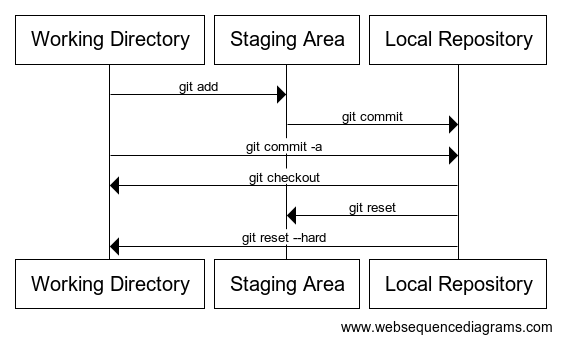 Working Directory
Staging Area
Local Repository
git add
git commit
git commit -a
git checkout
git reset
git reset --hard
Working Directory
Staging Area
Local Repository
www.websequencediagrams.com